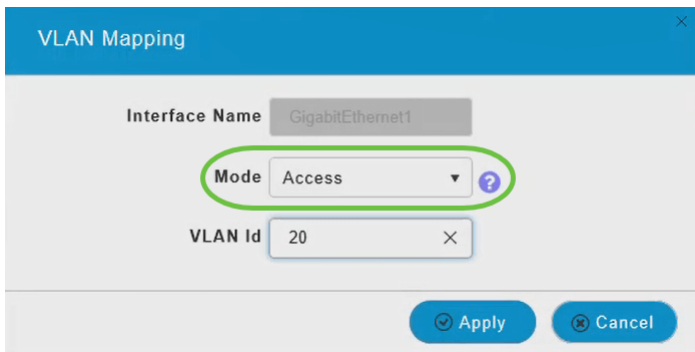 VLAN Mapping
Interface Name GigabitEthernet1
Mode Access ?
VLAN Id 20
Apply Cancel